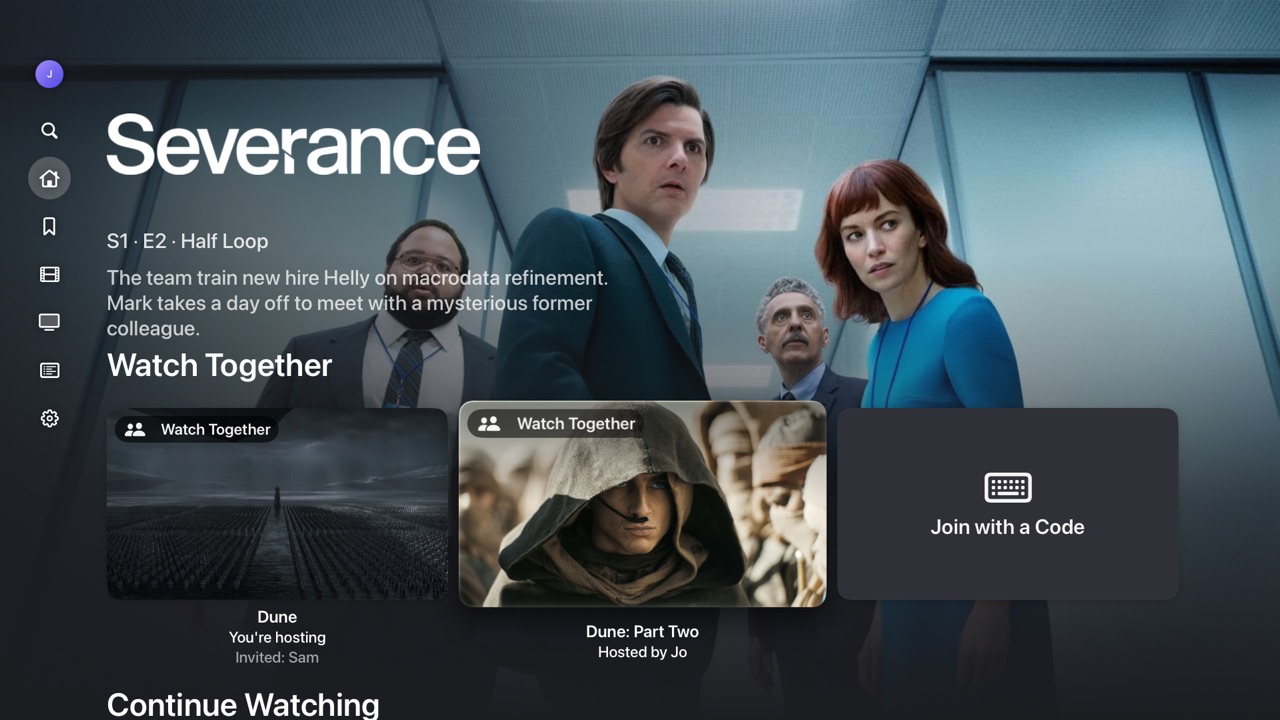 J
Severance
S1 · E2 · Half Loop
The team train new hire Helly on macrodata refinement.
Mark takes a day off to meet with a mysterious former
colleague.
Watch Together
Watch Together
Watch Together
Join with a Code
Dune
You're hosting
Invited: Sam
Dune: Part Two
Hosted by Jo
Continue Watching